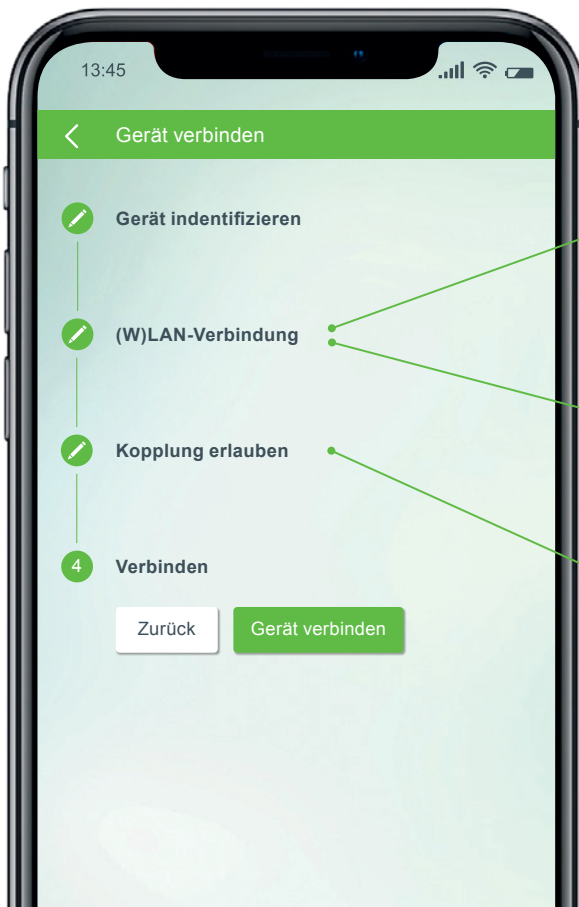 13:45
Gerät verbinden
Gerät indentifizieren
(W)LAN-Verbindung
Kopplung erlauben
4 Verbinden
Zurück Gerät verbinden